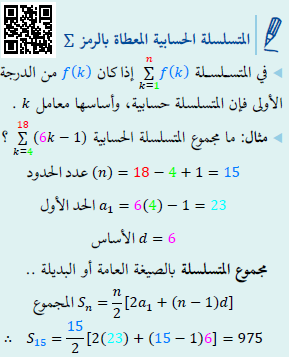 المتسلسلة الحسابية المعطاة بالرمز Σ
في المتسلسلة \sum_{k=1}^{n} f(k) إذا كان f(k) من الدرجة
الأولى فإن المتسلسلة حسابية، وأساسها معامل k .
مثال: ما مجموع المتسلسلة الحسابية \sum_{k=4}^{18} (6k − 1) ؟
عدد الحدود (n) = 18 − 4 + 1 = 15
الحد الأول a₁ = 6(4) − 1 = 23
الأساس d = 6
مجموع المتسلسلة بالصيغة العامة أو البديلة ..
المجموع Sₙ = n/2 [2a₁ + (n − 1)d]
∴ S₁₅ = 15/2 [2(23) + (15 − 1)6] = 975